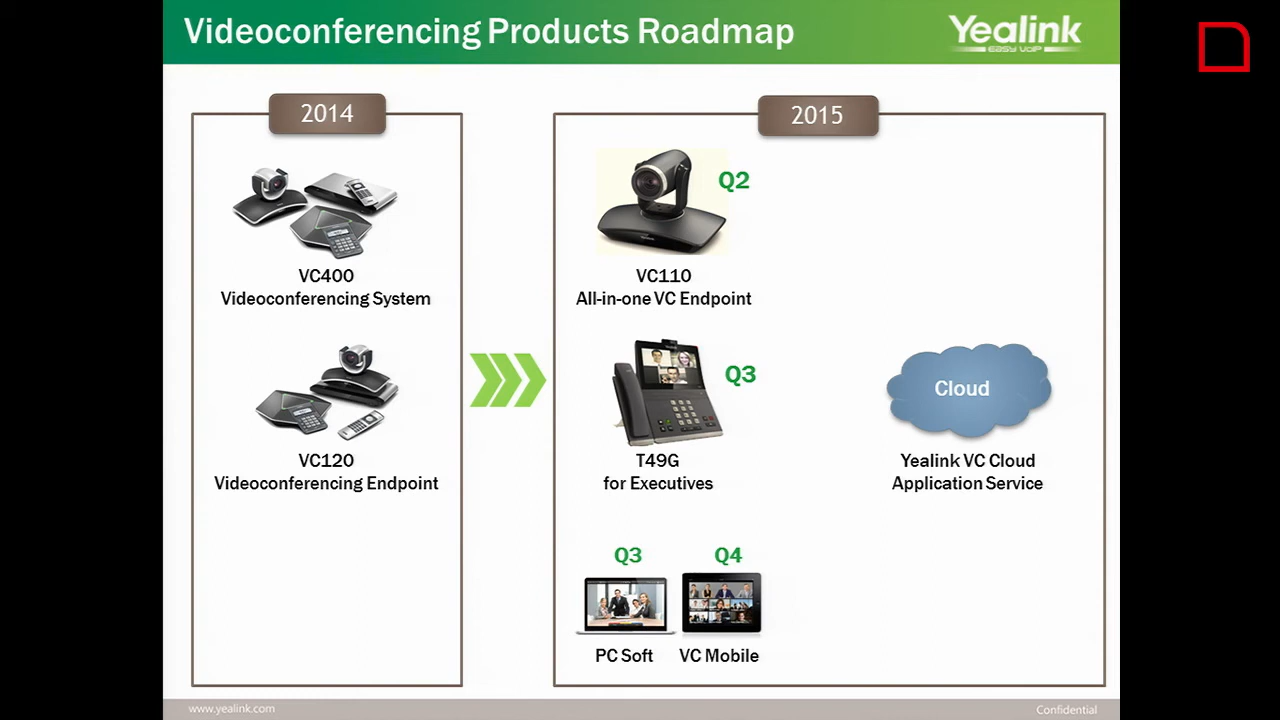 Videoconferencing Products Roadmap
Yealink
EASY VOIP
2014
VC400
Videoconferencing System
VC120
Videoconferencing Endpoint
2015
Q2
VC110
All-in-one VC Endpoint
Q3
T49G
for Executives
Cloud
Yealink VC Cloud
Application Service
Q3
Q4
PC Soft
VC Mobile
www.yealink.com
Confidential